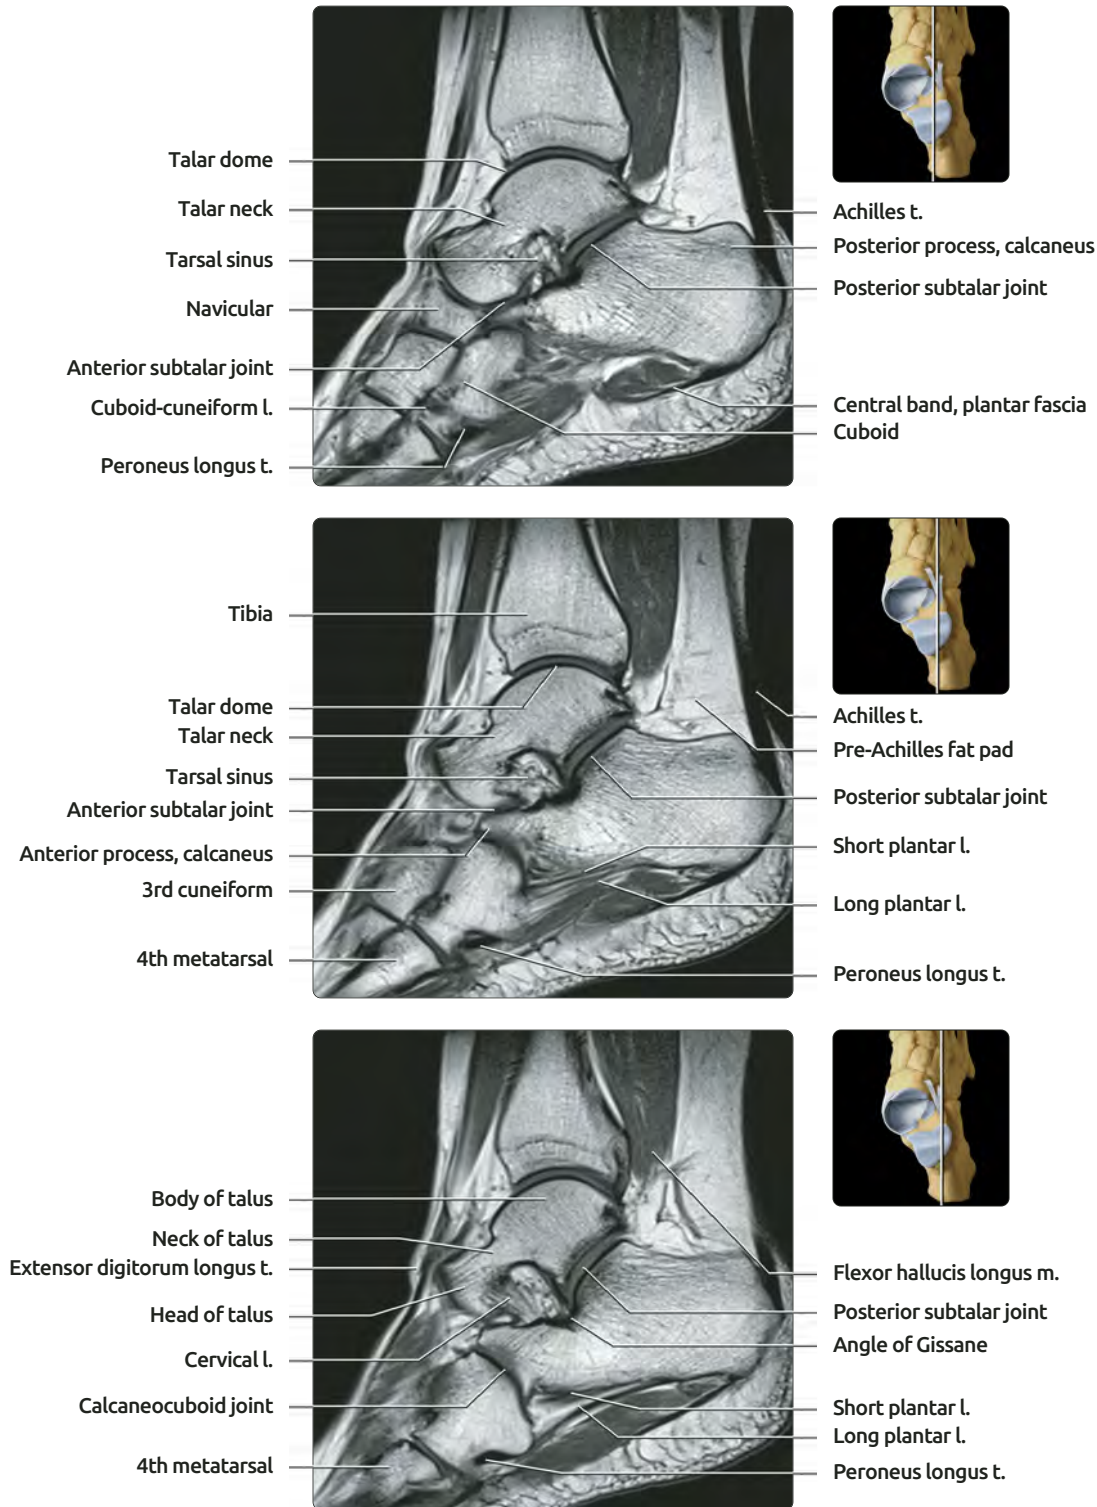 Talar dome
Talar neck
Tarsal sinus
Navicular
Anterior subtalar joint
Cuboid-cuneiform l.
Peroneus longus t.
Achilles t.
Posterior process, calcaneus
Posterior subtalar joint
Central band, plantar fascia
Cuboid
Tibia
Talar dome
Talar neck
Tarsal sinus
Anterior subtalar joint
Anterior process, calcaneus
3rd cuneiform
4th metatarsal
Achilles t.
Pre-Achilles fat pad
Posterior subtalar joint
Short plantar l.
Long plantar l.
Peroneus longus t.
Body of talus
Neck of talus
Extensor digitorum longus t.
Head of talus
Cervical l.
Calcaneocuboid joint
4th metatarsal
Flexor hallucis longus m.
Posterior subtalar joint
Angle of Gissane
Short plantar l.
Long plantar l.
Peroneus longus t.